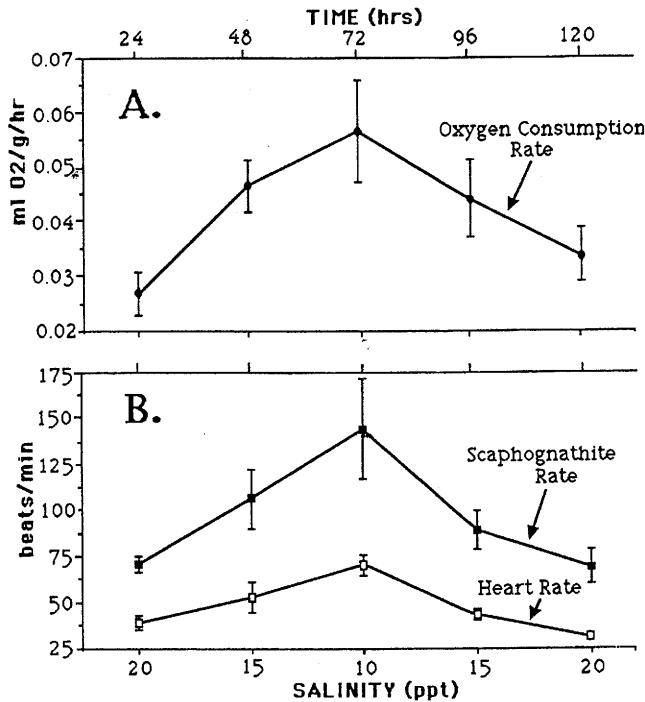 TIME (hrs)
24 48 72 96 120
0.07
0.06
0.05
0.04
0.03
0.02
ml O2/g/hr
A.
Oxygen Consumption
Rate
175
150
125
100
75
50
25
beats/min
B.
Scaphognathite
Rate
Heart Rate
20 15 10 15 20
SALINITY (ppt)